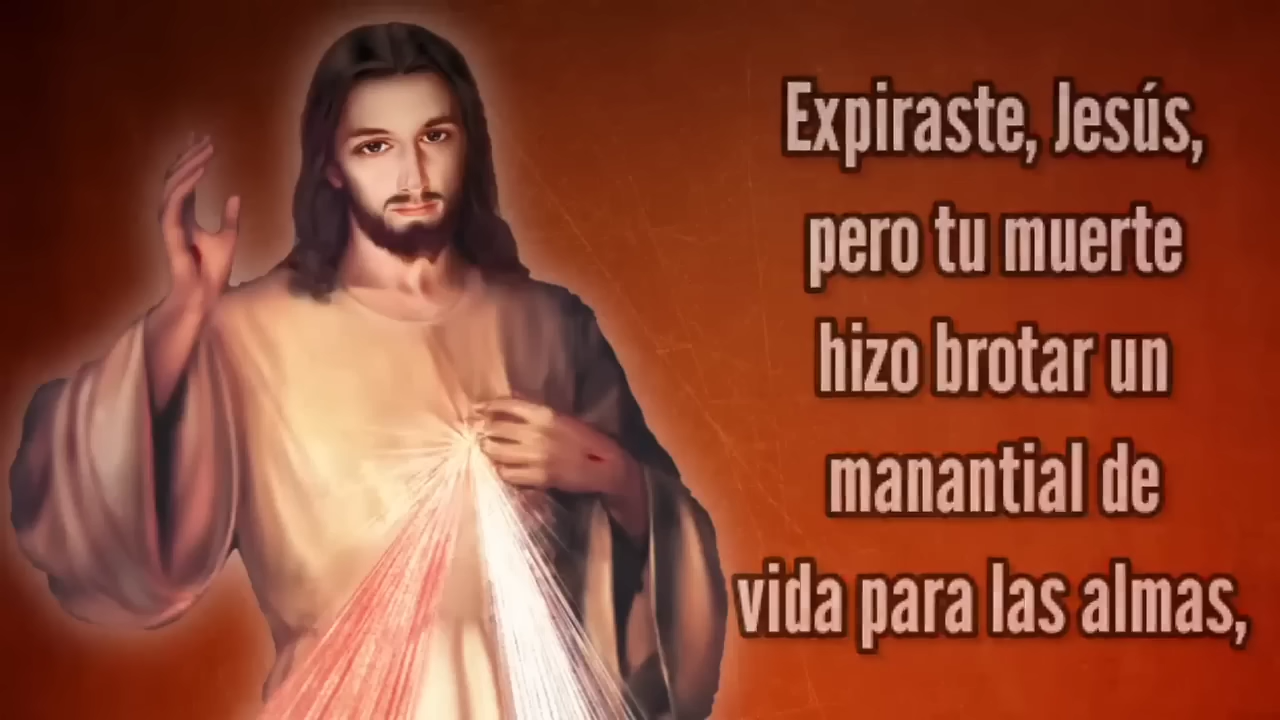 Expiraste, Jesús,
pero tu muerte
hizo brotar un
manantial de
vida para las almas,